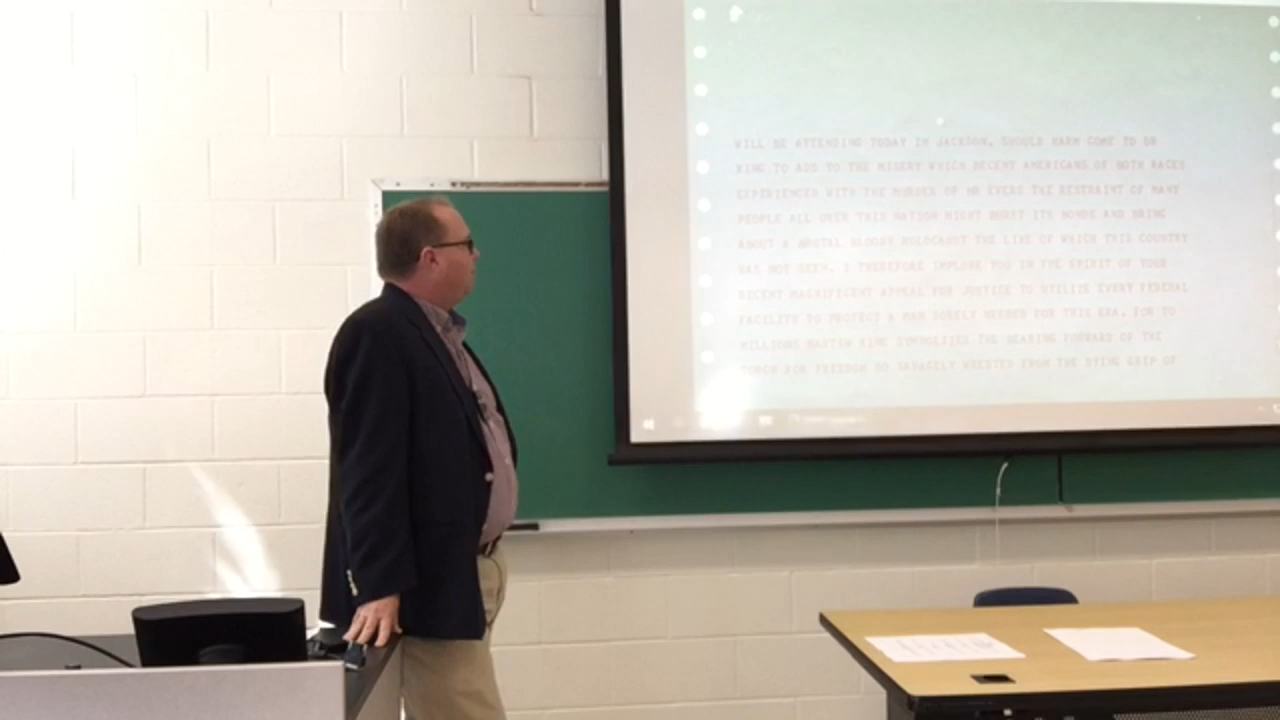 WILL BE ATTENDING TODAY IN JACKSON. SHOULD HARM COME TO DR
KING TO ADD TO THE MISERY WHICH DECENT AMERICANS OF BOTH RACES
EXPERIENCED WITH THE MURDER OF MR EVERS THE RESTRAINT OF MANY
PEOPLE ALL OVER THIS NATION MIGHT BURST ITS BONDS AND BRING
ABOUT A BRUTAL BLOODY HOLOCAUST THE LIKE OF WHICH THIS COUNTRY
HAS NOT SEEN. I THEREFORE IMPLORE YOU IN THE SPIRIT OF YOUR
RECENT MAGNIFICENT APPEAL FOR JUSTICE TO UTILIZE EVERY FEDERAL
FACILITY TO PROTECT A MAN SORELY NEEDED FOR THIS ERA. FOR TO
MILLIONS MARTIN KING SYMBOLIZES THE BEARING FORWARD OF THE
TORCH FOR FREEDOM SO SAVAGELY WRESTED FROM THE DYING GRIP OF